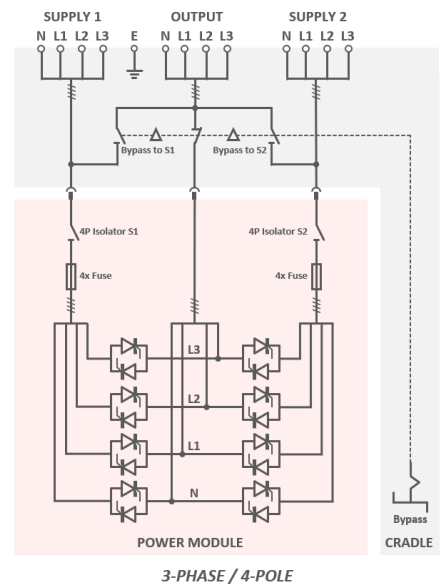 SUPPLY 1 OUTPUT SUPPLY 2
N L1 L2 L3 E N L1 L2 L3 N L1 L2 L3
Bypass to S1 Bypass to S2
4P Isolator S1 4P Isolator S2
4x Fuse 4x Fuse
L3
L2
L1
N
Bypass
POWER MODULE CRADLE
3-PHASE / 4-POLE